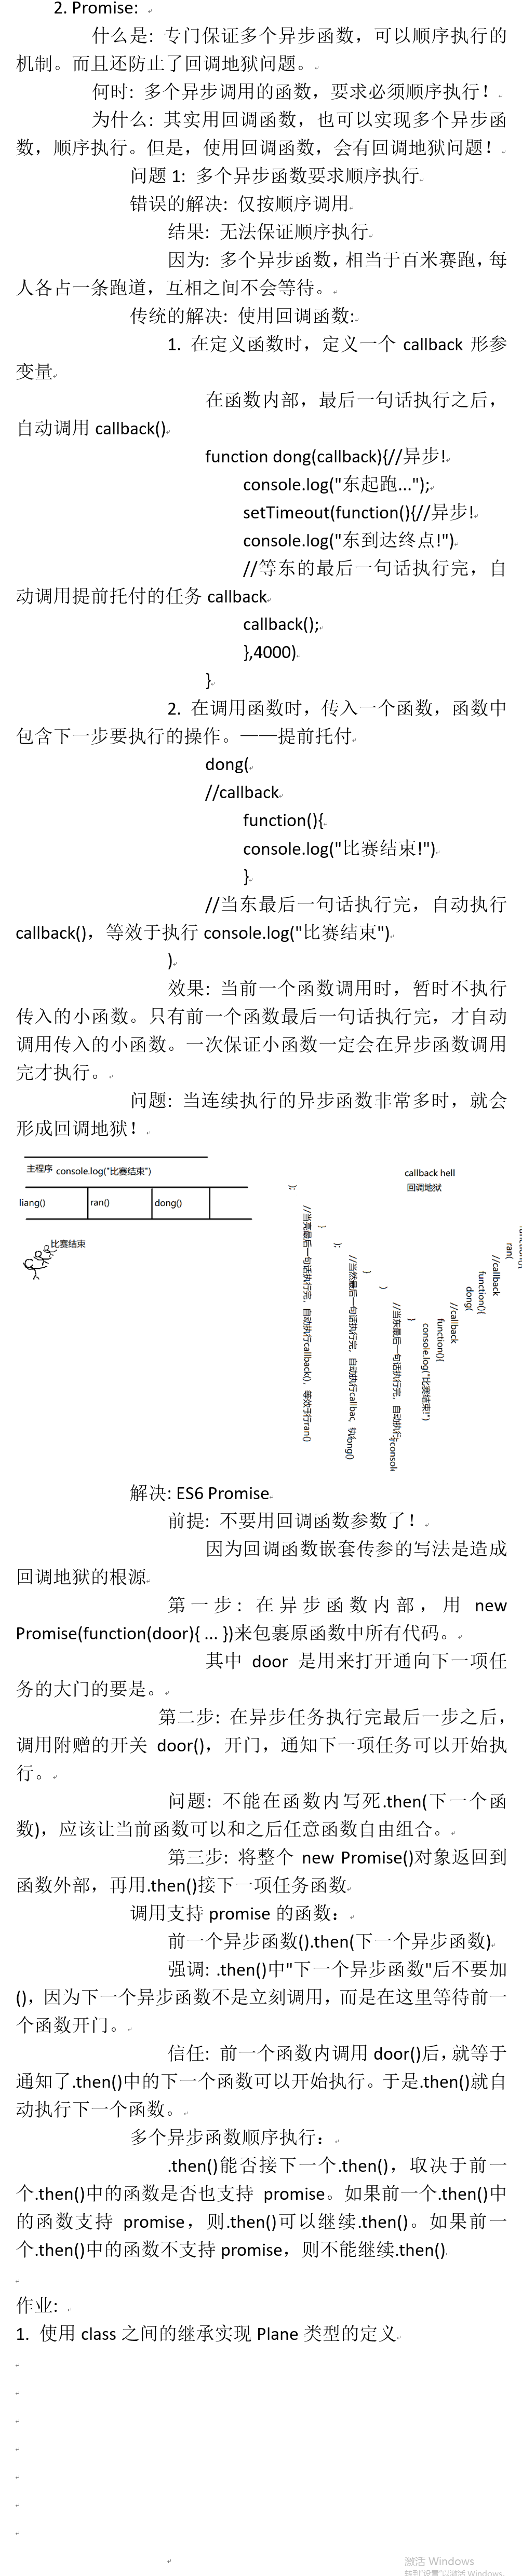 2. Promise:
什么是: 专门保证多个异步函数，可以顺序执行的
机制。而且还防止了回调地狱问题。
何时: 多个异步调用的函数，要求必须顺序执行！
为什么: 其实用回调函数，也可以实现多个异步函
数，顺序执行。但是，使用回调函数，会有回调地狱问题！
问题 1: 多个异步函数要求顺序执行
错误的解决: 仅按顺序调用
结果: 无法保证顺序执行
因为: 多个异步函数，相当于百米赛跑，每
人各占一条跑道，互相之间不会等待。
传统的解决: 使用回调函数:
1. 在定义函数时，定义一个 callback 形参
变量
在函数内部，最后一句话执行之后，
自动调用 callback()
function dong(callback){//异步!
console.log("东起跑...");
setTimeout(function(){//异步!
console.log("东到达终点!")
//等东的最后一句话执行完，自
动调用提前托付的任务 callback
callback();
},4000)
}
2. 在调用函数时，传入一个函数，函数中
包含下一步要执行的操作。——提前托付
dong(
//callback
function(){
console.log("比赛结束!")
}
//当东最后一句话执行完，自动执行
callback()，等效于执行 console.log("比赛结束")
)
效果: 当前一个函数调用时，暂时不执行
传入的小函数。只有前一个函数最后一句话执行完，才自动
调用传入的小函数。一次保证小函数一定会在异步函数调用
完才执行。
问题: 当连续执行的异步函数非常多时，就会
形成回调地狱！
主程序 console.log("比赛结束")
liang()
ran()
dong()
比赛结束
callback hell
回调地狱
ran(
//callback
function(){
dong(
//callback
function(){
console.log("比赛结束!")
}
//当东最后一句话执行完，自动执行
)
}
//当然最后一句话执行完，自动执行callbac
);
}
//当亮最后一句话执行完，自动执行callback()，等效于行ran()
);
解决: ES6 Promise
前提: 不要用回调函数参数了！
因为回调函数嵌套传参的写法是造成
回调地狱的根源
第一步: 在异步函数内部，用 new
Promise(function(door){ ... })来包裹原函数中所有代码。
其中 door 是用来打开通向下一项任
务的大门的要是。
第二步: 在异步任务执行完最后一步之后，
调用附赠的开关 door()，开门，通知下一项任务可以开始执
行。
问题: 不能在函数内写死.then(下一个函
数)，应该让当前函数可以和之后任意函数自由组合。
第三步: 将整个 new Promise()对象返回到
函数外部，再用.then()接下一项任务函数
调用支持 promise 的函数：
前一个异步函数().then(下一个异步函数)
强调: .then()中"下一个异步函数"后不要加
()，因为下一个异步函数不是立刻调用，而是在这里等待前一
个函数开门。
信任: 前一个函数内调用 door()后，就等于
通知了.then()中的下一个函数可以开始执行。于是.then()就自
动执行下一个函数。
多个异步函数顺序执行：
.then()能否接下一个.then()，取决于前一
个.then()中的函数是否也支持 promise。如果前一个.then()中
的函数支持 promise，则.then()可以继续.then()。如果前一
个.then()中的函数不支持 promise，则不能继续.then()
作业:
1. 使用 class 之间的继承实现 Plane 类型的定义
激活 Windows
转到"设置"以激活 Windows。